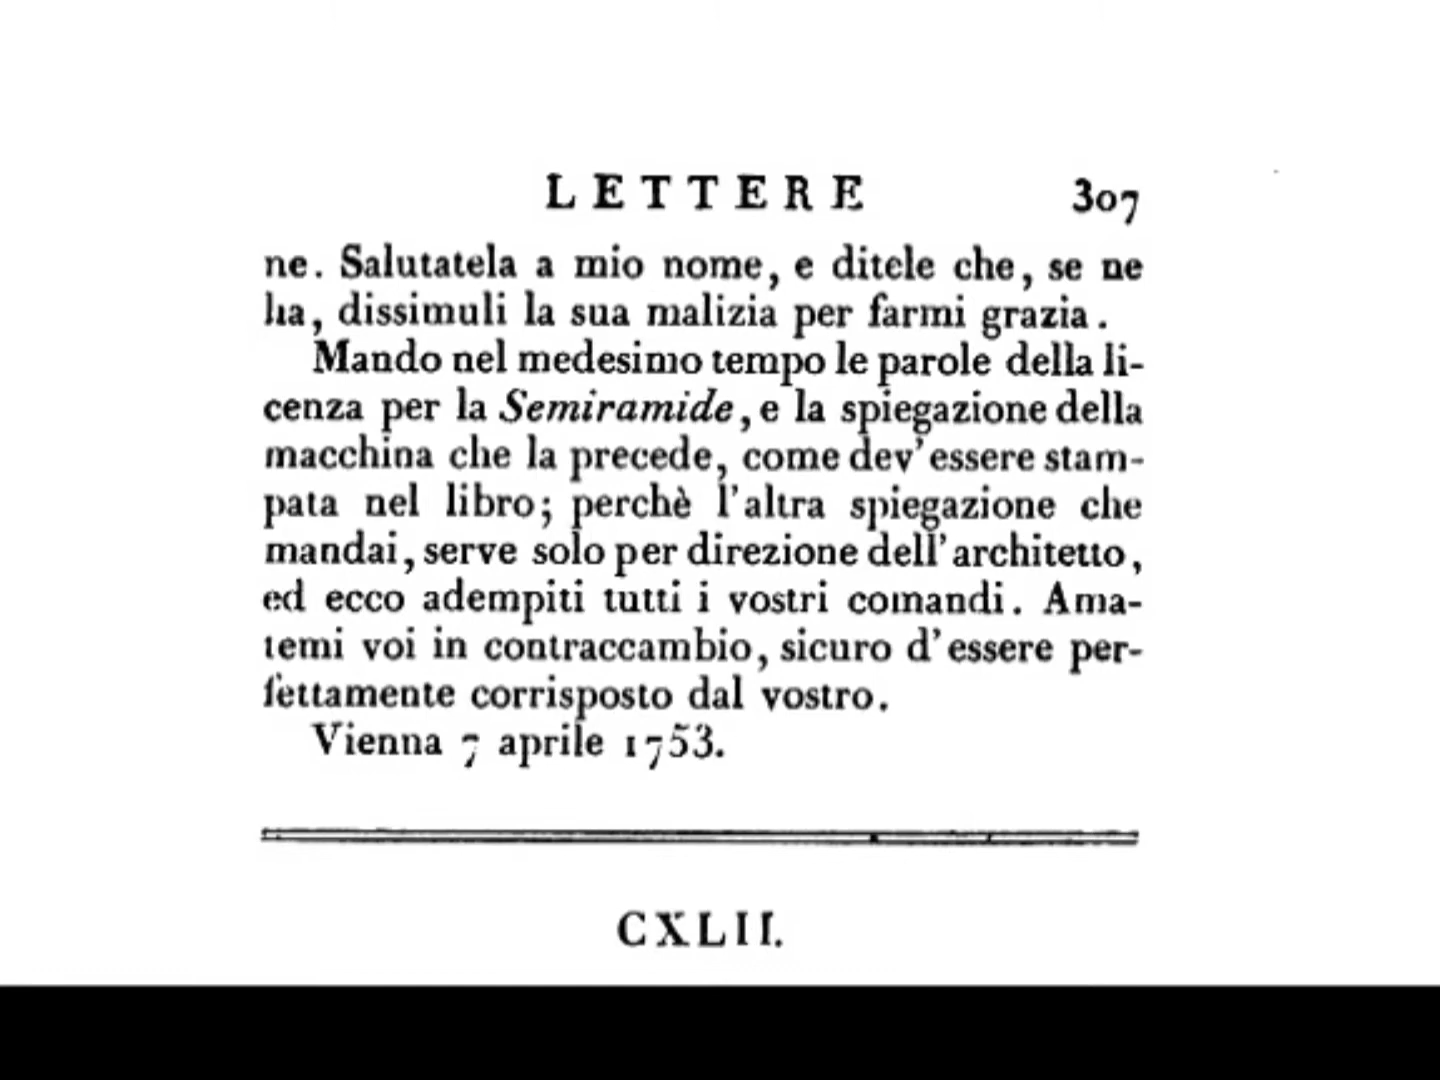 LETTERE 307
ne. Salutatela a mio nome, e ditele che, se ne
ha, dissimuli la sua malizia per farmi grazia.
Mando nel medesimo tempo le parole della li-
cenza per la Semiramide, e la spiegazione della
macchina che la precede, come dev'essere stam-
pata nel libro; perchè l'altra spiegazione che
mandai, serve solo per direzione dell'architetto,
ed ecco adempiti tutti i vostri comandi. Ama-
temi voi in contraccambio, sicuro d'essere per-
fettamente corrisposto dal vostro.
Vienna 7 aprile 1753.
CXLII.